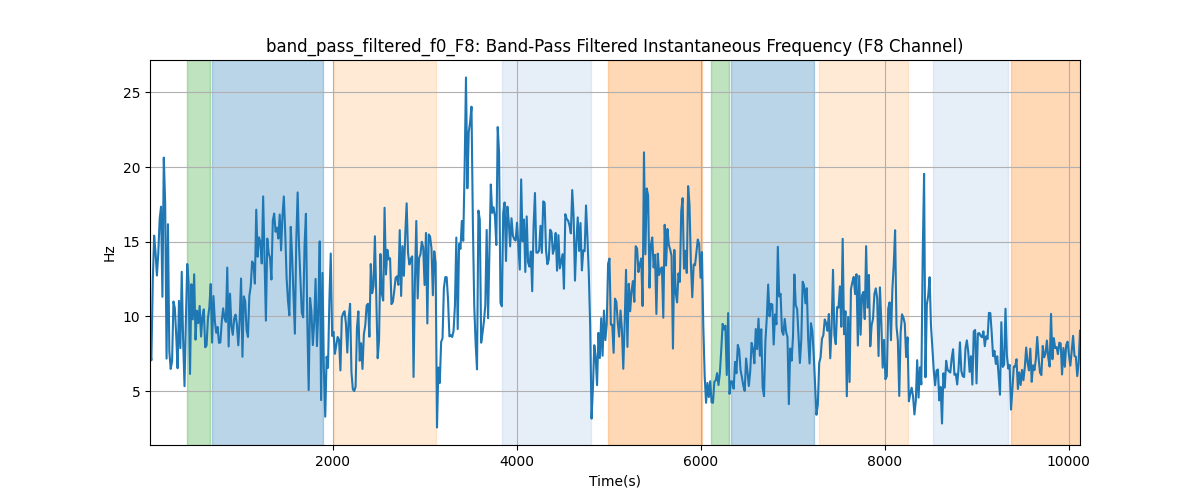 band_pass_filtered_f0_F8: Band-Pass Filtered Instantaneous Frequency (F8 Channel)
25
20
15
10
5
Hz
2000 4000 6000 8000 10000
Time(s)